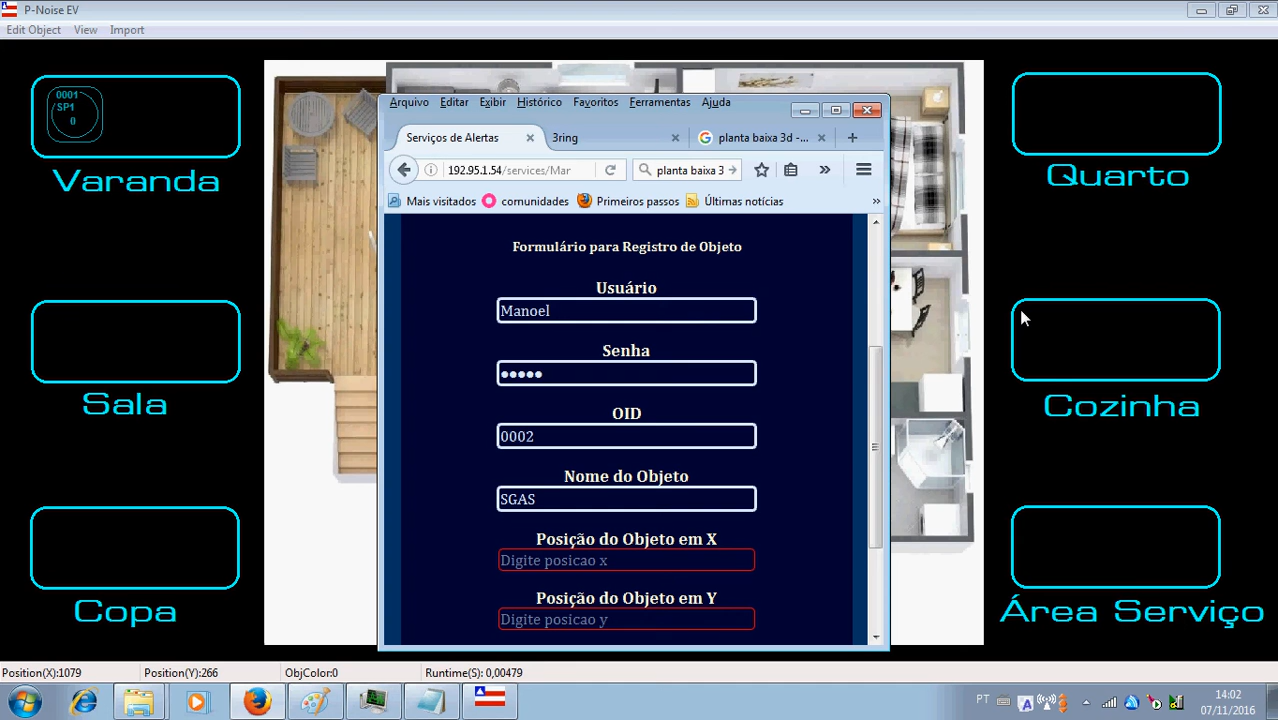 P-Noise EV
Edit Object View Import
0001
SP1
0
Varanda
Sala
Copa
Quarto
Cozinha
Área Serviço
Arquivo Editar Exibir Histórico Favoritos Ferramentas Ajuda
Serviços de Alertas
3ring
planta baixa 3d -...
192.95.1.54/services/Mar
planta baixa 3
Mais visitados comunidades Primeiros passos Últimas notícias
Formulário para Registro de Objeto
Usuário
Manoel
Senha
•••••
OID
0002
Nome do Objeto
SGAS
Posição do Objeto em X
Digite posicao x
Posição do Objeto em Y
Digite posicao y
Position(X):1079 Position(Y):266 ObjColor:0 Runtime(S): 0,00479
PT
14:02
07/11/2016